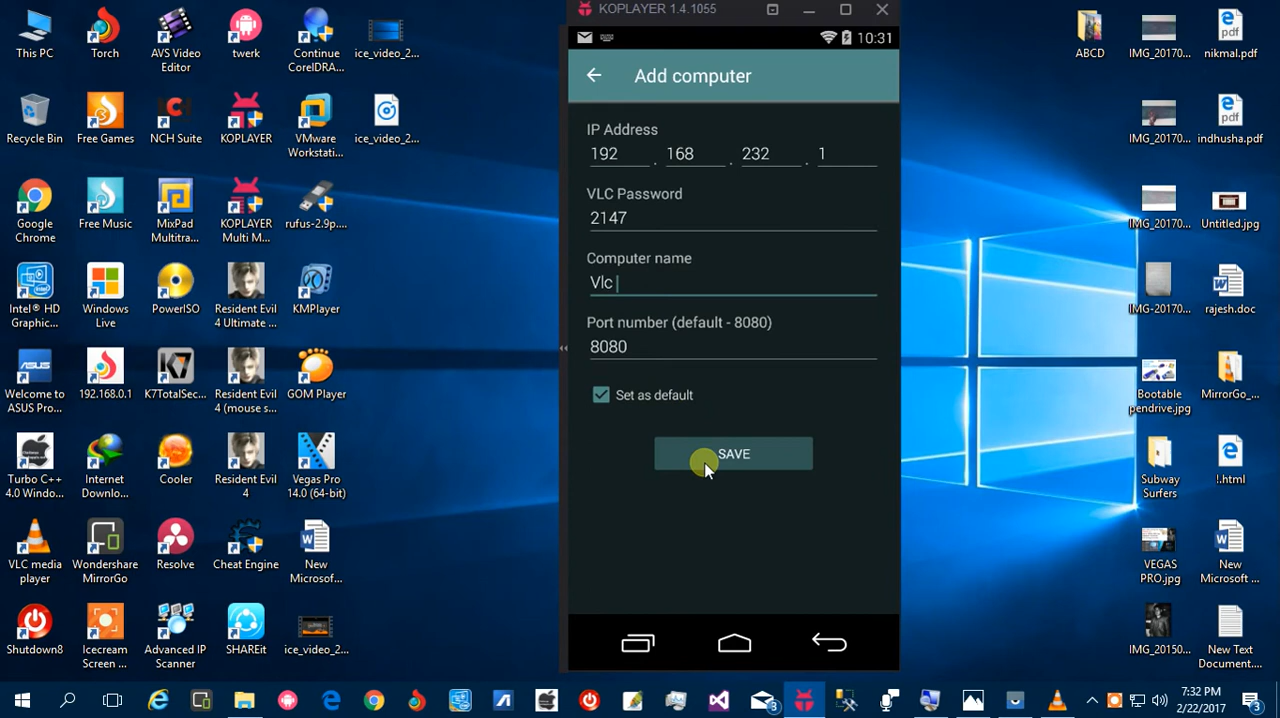 This PC
Torch
AVS Video
Editor
twerk
Continue
CorelDRA...
ice_video_2...
Recycle Bin
Free Games
NCH Suite
KOPLAYER
VMware
Workstati...
ice_video_2...
Google
Chrome
Free Music
MixPad
Multitra...
KOPLAYER
Multi M...
rufus-2.9p....
Intel® HD
Graphic...
Windows
Live
PowerISO
Resident Evil
4 Ultimate ...
KMPlayer
Welcome to
ASUS Pro...
192.168.0.1
K7TotalSec...
Resident Evil
4 (mouse s...
GOM Player
Turbo C++
4.0 Windo...
Internet
Downlo...
Cooler
Resident Evil
4
Vegas Pro
14.0 (64-bit)
VLC media
player
Wondershare
MirrorGo
Resolve
Cheat Engine
New
Microsof...
Shutdown8
Icecream
Screen ...
Advanced IP
Scanner
SHAREit
ice_video_2...
KOPLAYER 1.4.1055
10:31
Add computer
IP Address
192 . 168 . 232 . 1
VLC Password
2147
Computer name
Vlc
Port number (default - 8080)
8080
Set as default
SAVE
ABCD
IMG_20170...
nikmal.pdf
IMG_20170...
indhusha.pdf
IMG_20170...
Untitled.jpg
IMG-20170...
rajesh.doc
Bootable
pendrive.jpg
MirrorGo_...
Subway
Surfers
!.html
VEGAS
PRO.jpg
New
Microsoft ...
IMG_20150...
New Text
Document....
7:32 PM
2/22/2017